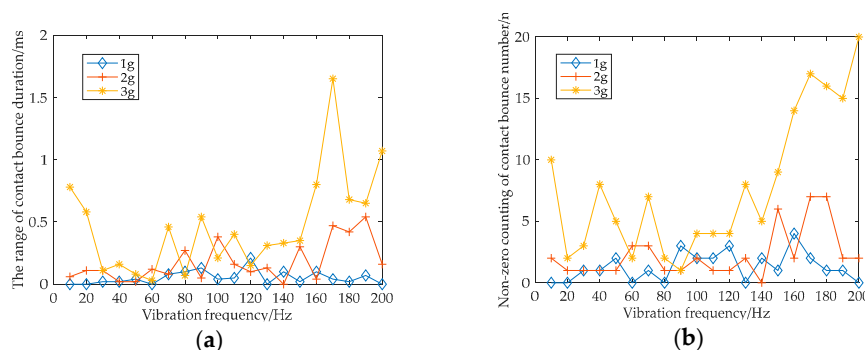 The range of contact bounce duration/ms
2
1.5
1
0.5
0
1g
2g
3g
0 20 40 60 80 100 120 140 160 180 200
Vibration frequency/Hz
(a)
Non-zero counting of contact bounce number/n
20
15
10
5
0
1g
2g
3g
0 20 40 60 80 100 120 140 160 180 200
Vibration frequency/Hz
(b)